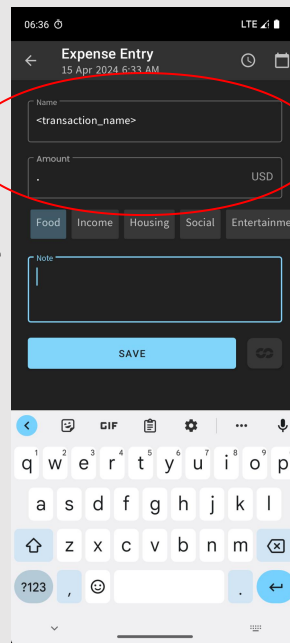 06:36 LTE
Expense Entry
15 Apr 2024 6:33 AM
Name
<transaction_name>
Amount
. USD
Food Income Housing Social Entertainme
Note
SAVE
GIF
q w e r t y u i o p
1 2 3 4 5 6 7 8 9
a s d f g h j k l
z x c v b n m
?123 , .